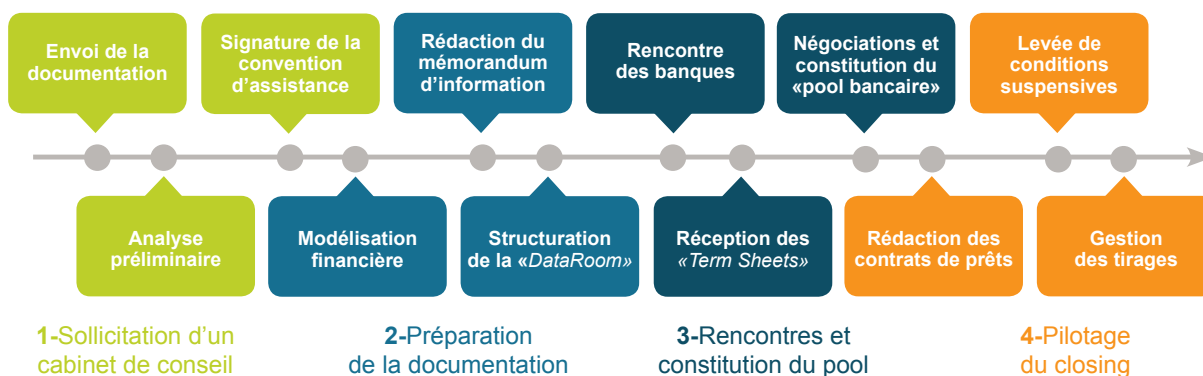 Envoi de la
documentation
Signature de la
convention
d'assistance
Rédaction du
mémorandum
d'information
Rencontre
des banques
Négociations et
constitution du
«pool bancaire»
Levée de
conditions
suspensives
Analyse
préliminaire
Modélisation
financière
Structuration
de la «DataRoom»
Réception des
«Term Sheets»
Rédaction des
contrats de prêts
Gestion
des tirages
1-Sollicitation d'un
cabinet de conseil
2-Préparation
de la documentation
3-Rencontres et
constitution du pool
4-Pilotage
du closing